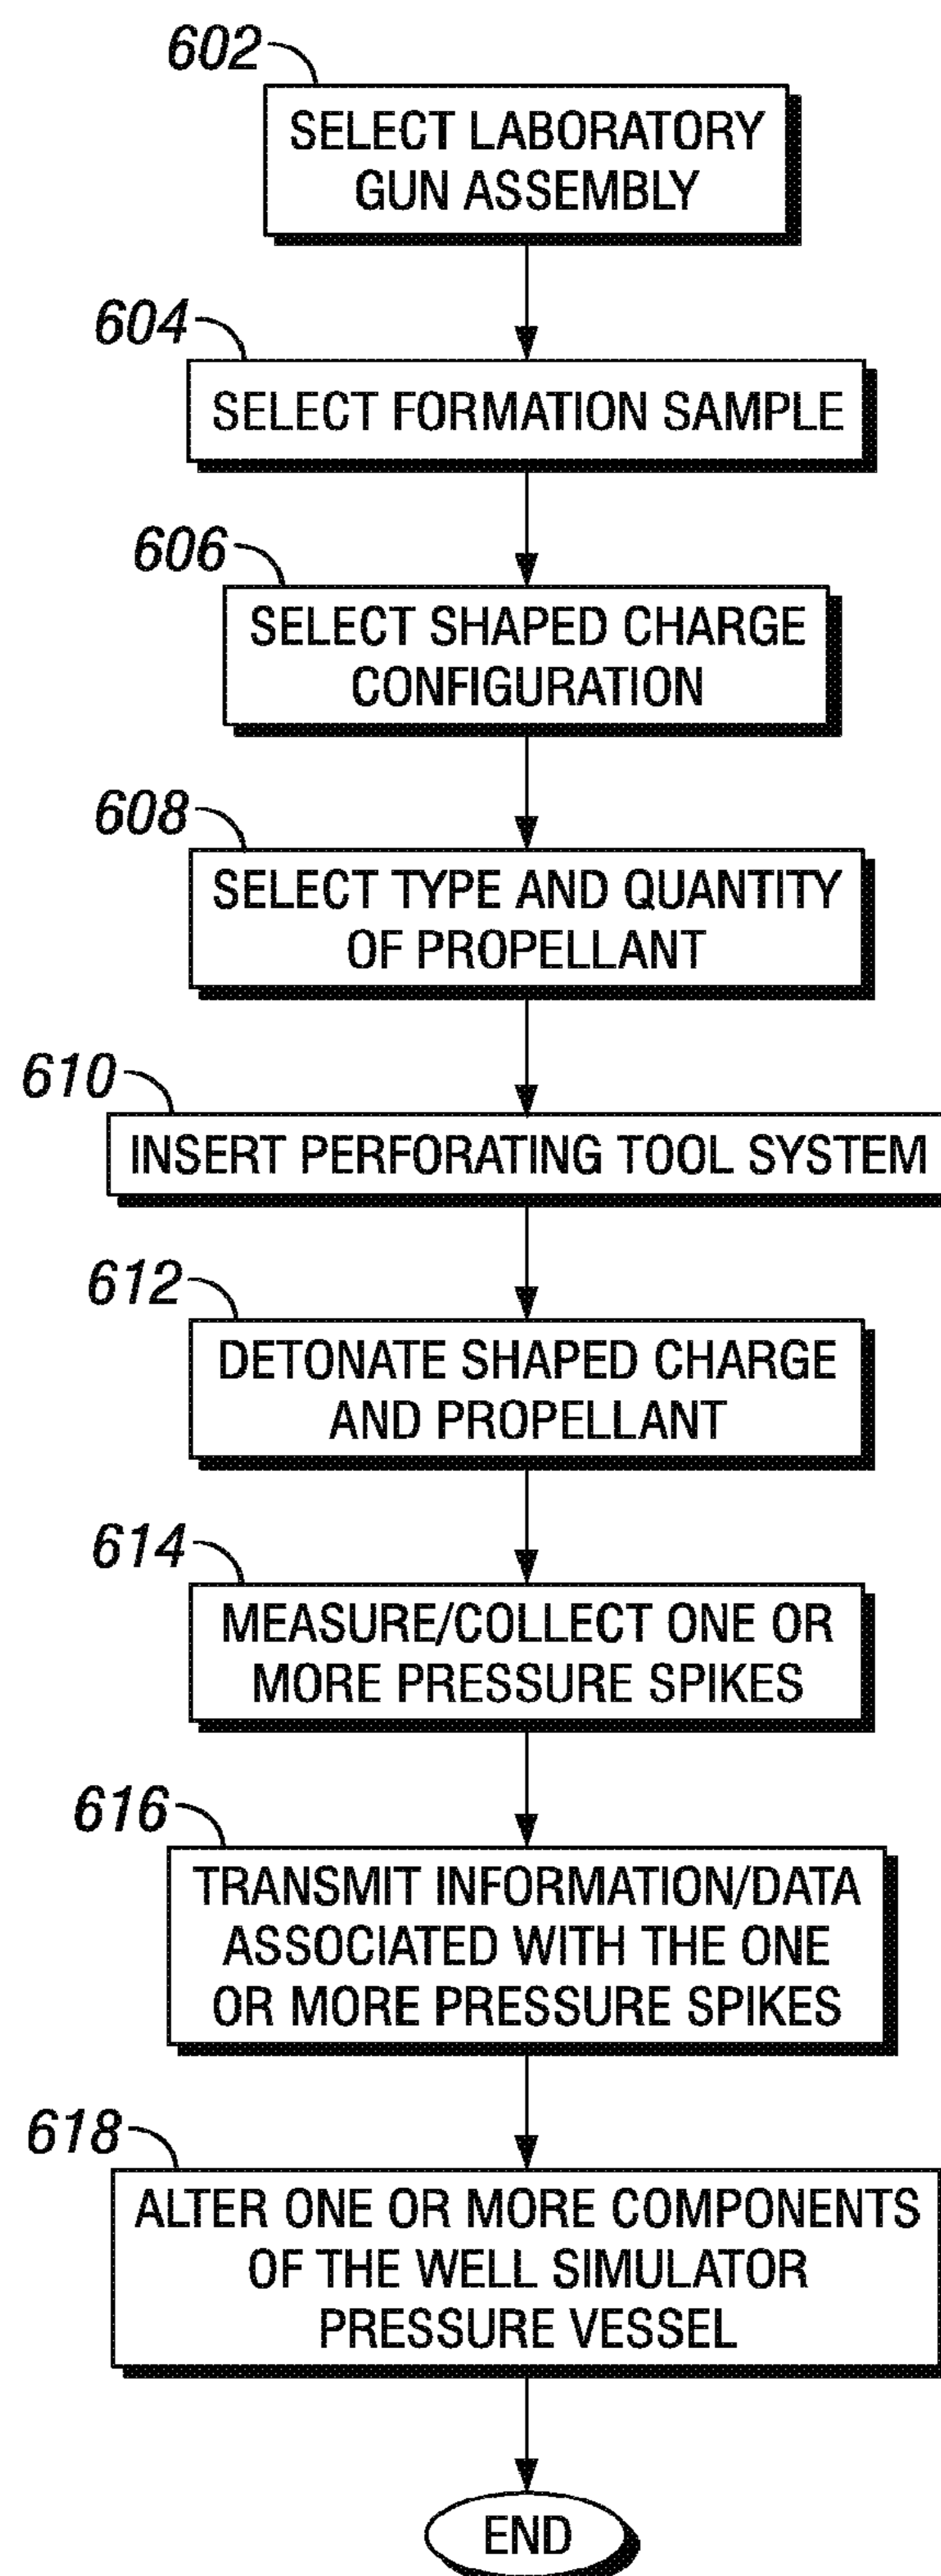 602
SELECT LABORATORY
GUN ASSEMBLY
604
SELECT FORMATION SAMPLE
606
SELECT SHAPED CHARGE
CONFIGURATION
608
SELECT TYPE AND QUANTITY
OF PROPELLANT
610
INSERT PERFORATING TOOL SYSTEM
612
DETONATE SHAPED CHARGE
AND PROPELLANT
614
MEASURE/COLLECT ONE OR
MORE PRESSURE SPIKES
616
TRANSMIT INFORMATION/DATA
ASSOCIATED WITH THE ONE
OR MORE PRESSURE SPIKES
618
ALTER ONE OR MORE COMPONENTS
OF THE WELL SIMULATOR
PRESSURE VESSEL
END